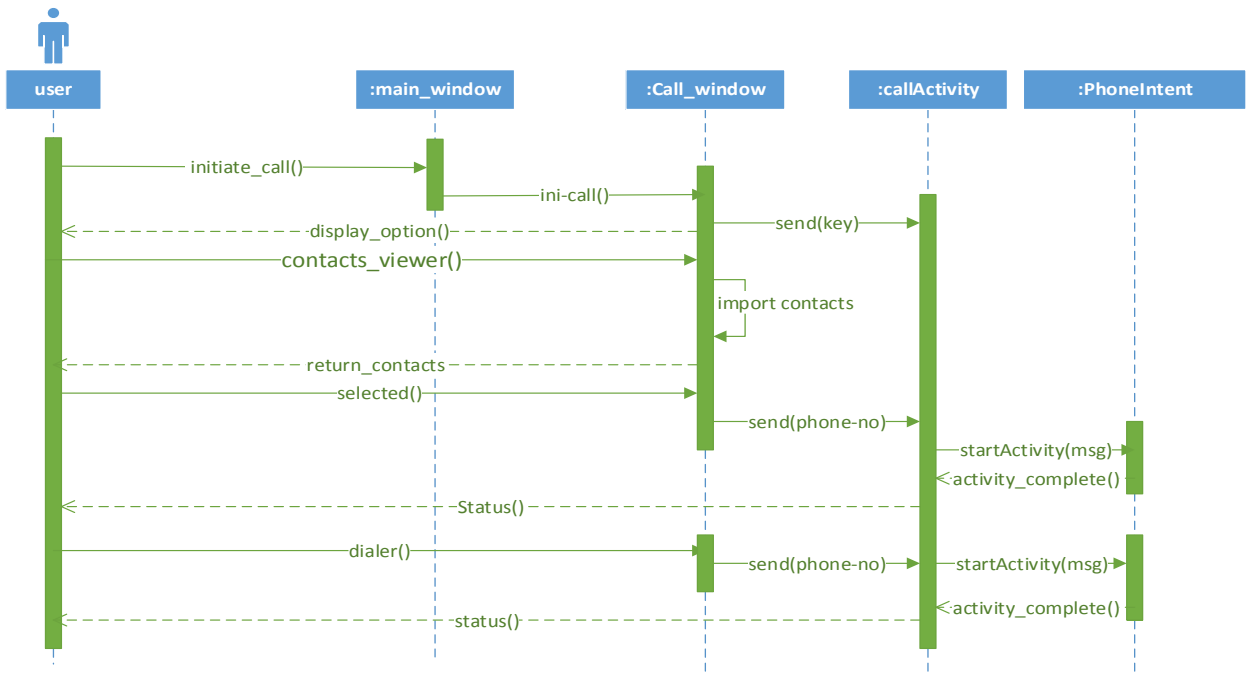 user
:main_window
:Call_window
:callActivity
:PhoneIntent
initiate_call()
ini-call()
send(key)
display_option()
contacts_viewer()
import contacts
return_contacts
selected()
send(phone-no)
startActivity(msg)
activity_complete()
Status()
dialer()
send(phone-no)
startActivity(msg)
activity_complete()
status()